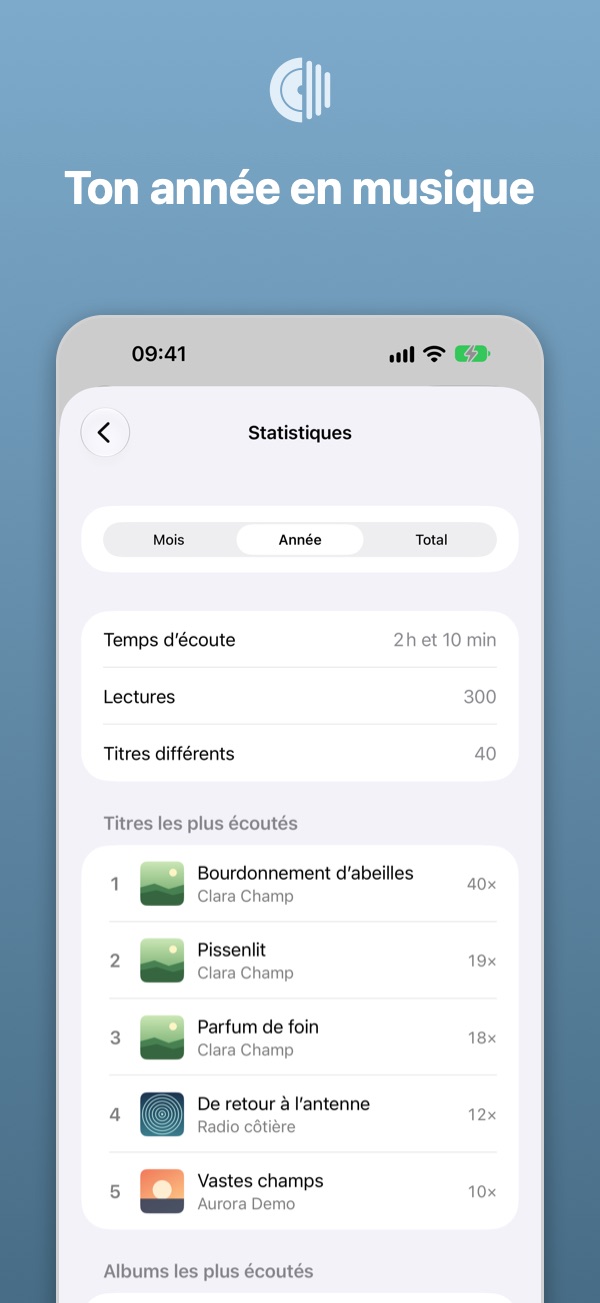 Ton année en musique
09:41
Statistiques
Mois Année Total
Temps d’écoute 2 h et 10 min
Lectures 300
Titres différents 40
Titres les plus écoutés
1 Bourdonnement d’abeilles 40×
Clara Champ
2 Pissenlit 19×
Clara Champ
3 Parfum de foin 18×
Clara Champ
4 De retour à l’antenne 12×
Radio côtière
5 Vastes champs 10×
Aurora Demo
Albums les plus écoutés